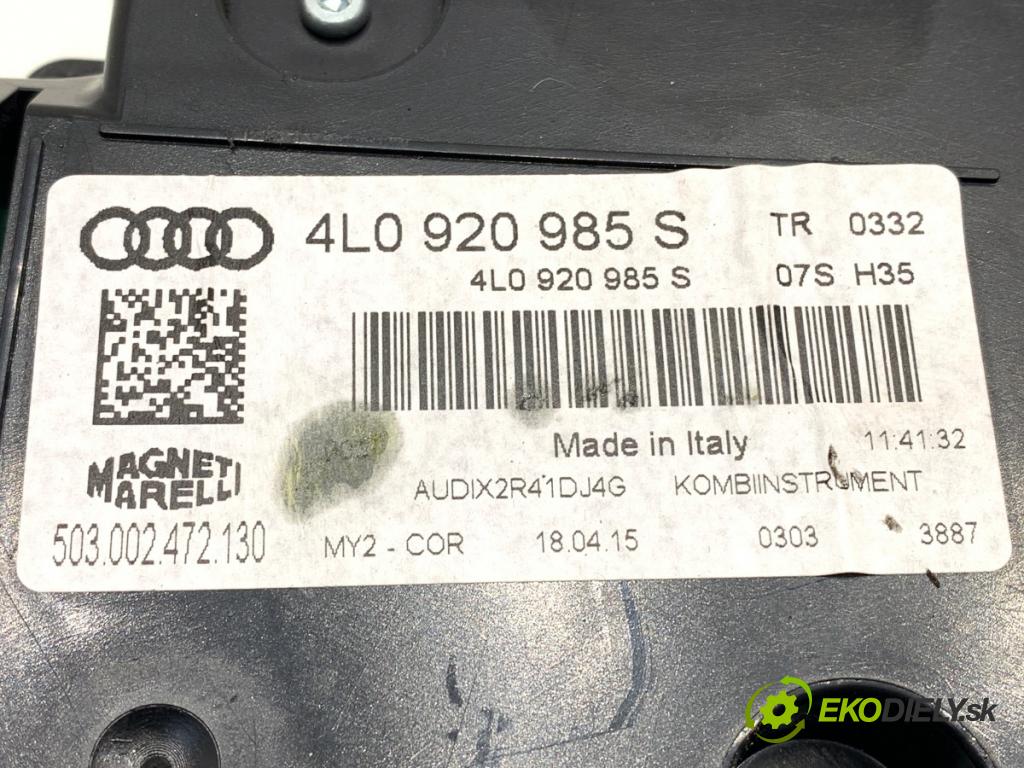 4L0 920 985 S TR 0332
4L0 920 985 S 07S H35
Made in Italy 11:41:32
MAGNETI MARELLI
AUDIX2R41DJ4G KOMBIINSTRUMENT
503.002.472.130 MY2 - COR 18.04.15 0303 3887
EKODIELY.sk